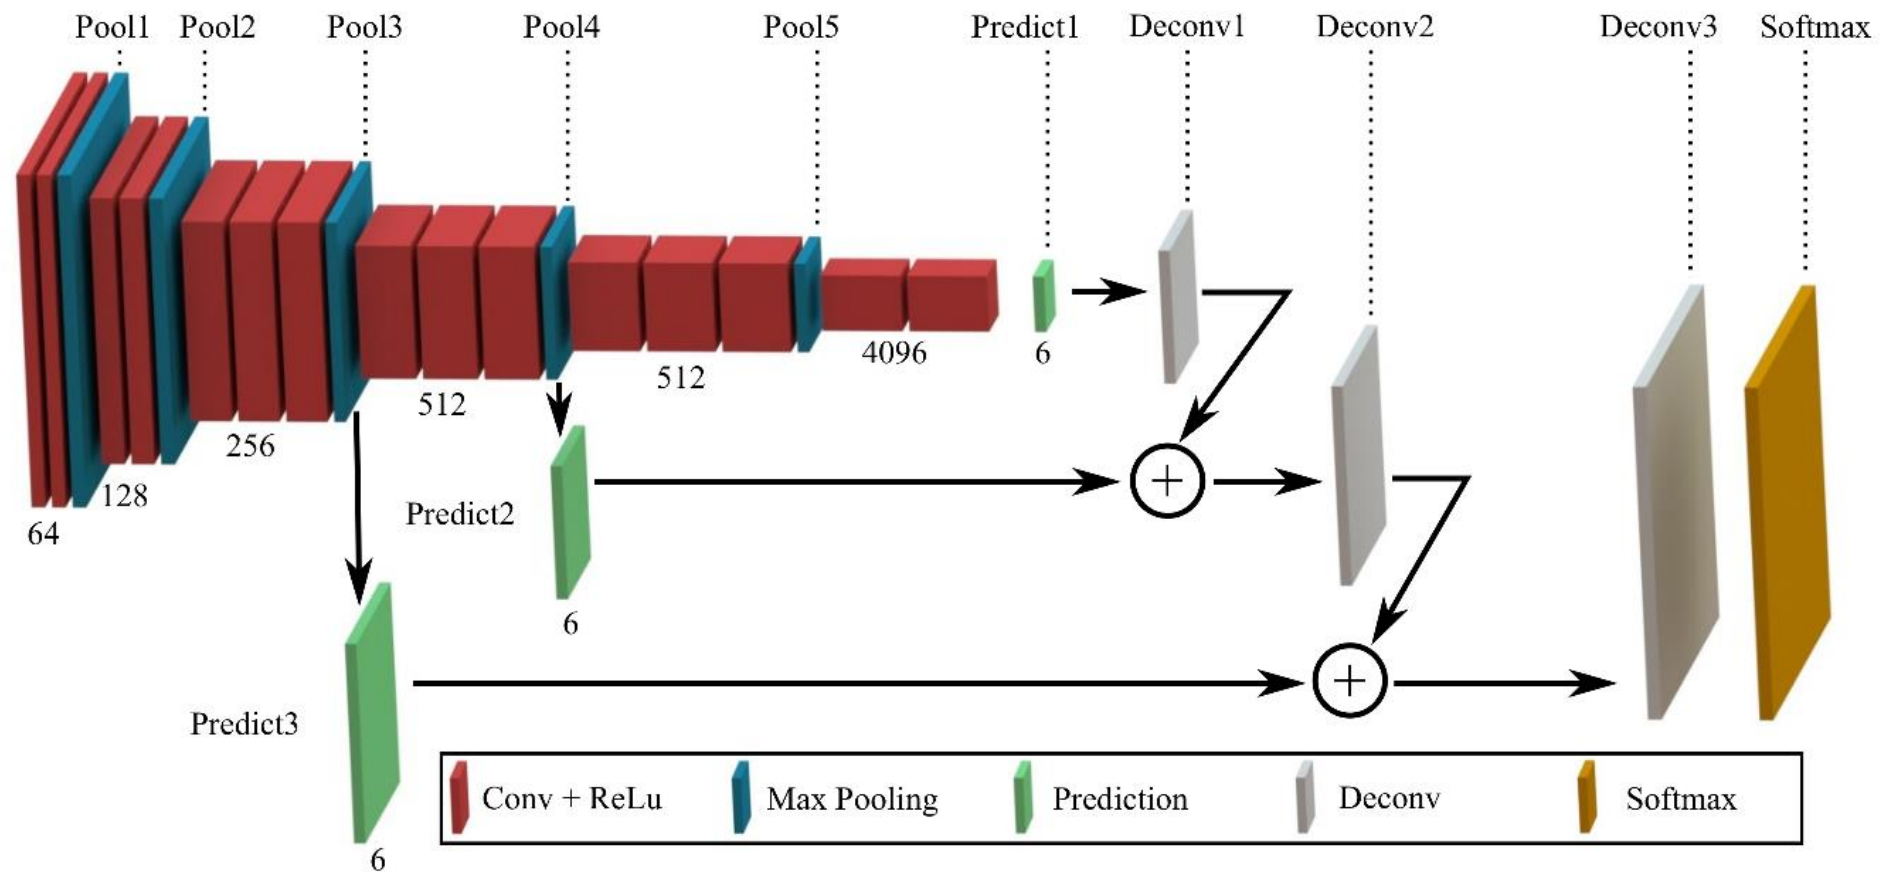 Pool1 Pool2 Pool3 Pool4 Pool5 Predict1 Deconv1 Deconv2 Deconv3 Softmax
64
128
256
512
512
4096
6
Predict2
6
Predict3
6
+
+
Conv + ReLu Max Pooling Prediction Deconv Softmax